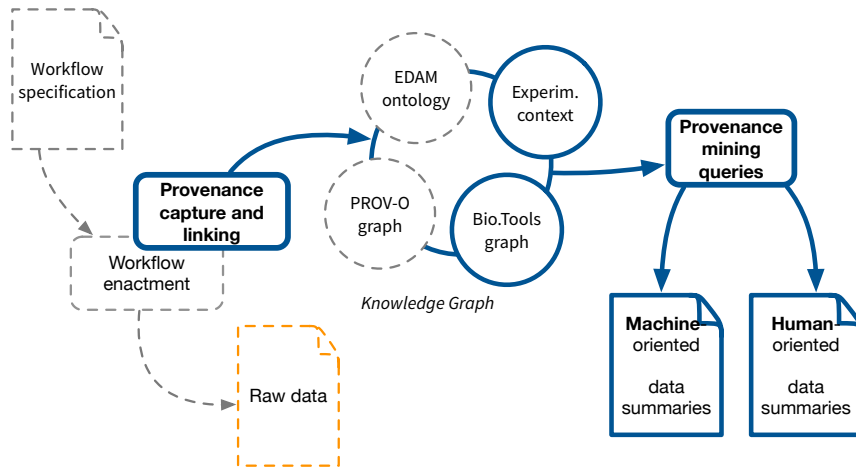 Workflow
specification
Provenance
capture and
linking
Workflow
enactment
Raw data
EDAM
ontology
Experim.
context
PROV-O
graph
Bio.Tools
graph
Knowledge Graph
Provenance
mining
queries
Machine-
oriented
data
summaries
Human-
oriented
data
summaries